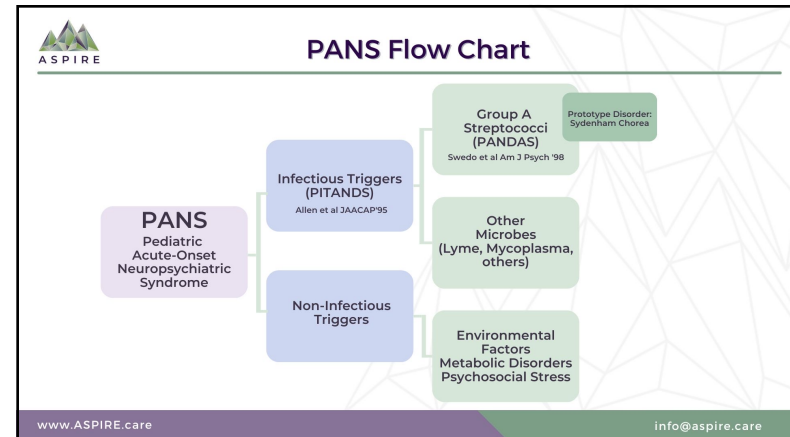 ASPIRE
PANS Flow Chart
PANS
Pediatric
Acute-Onset
Neuropsychiatric
Syndrome
Infectious Triggers
(PITANDS)
Allen et al JAACAP'95
Non-Infectious
Triggers
Group A
Streptococci
(PANDAS)
Swedo et al Am J Psych '98
Prototype Disorder:
Sydenham Chorea
Other
Microbes
(Lyme, Mycoplasma,
others)
Environmental
Factors
Metabolic Disorders
Psychosocial Stress
www.ASPIRE.care
info@aspire.care